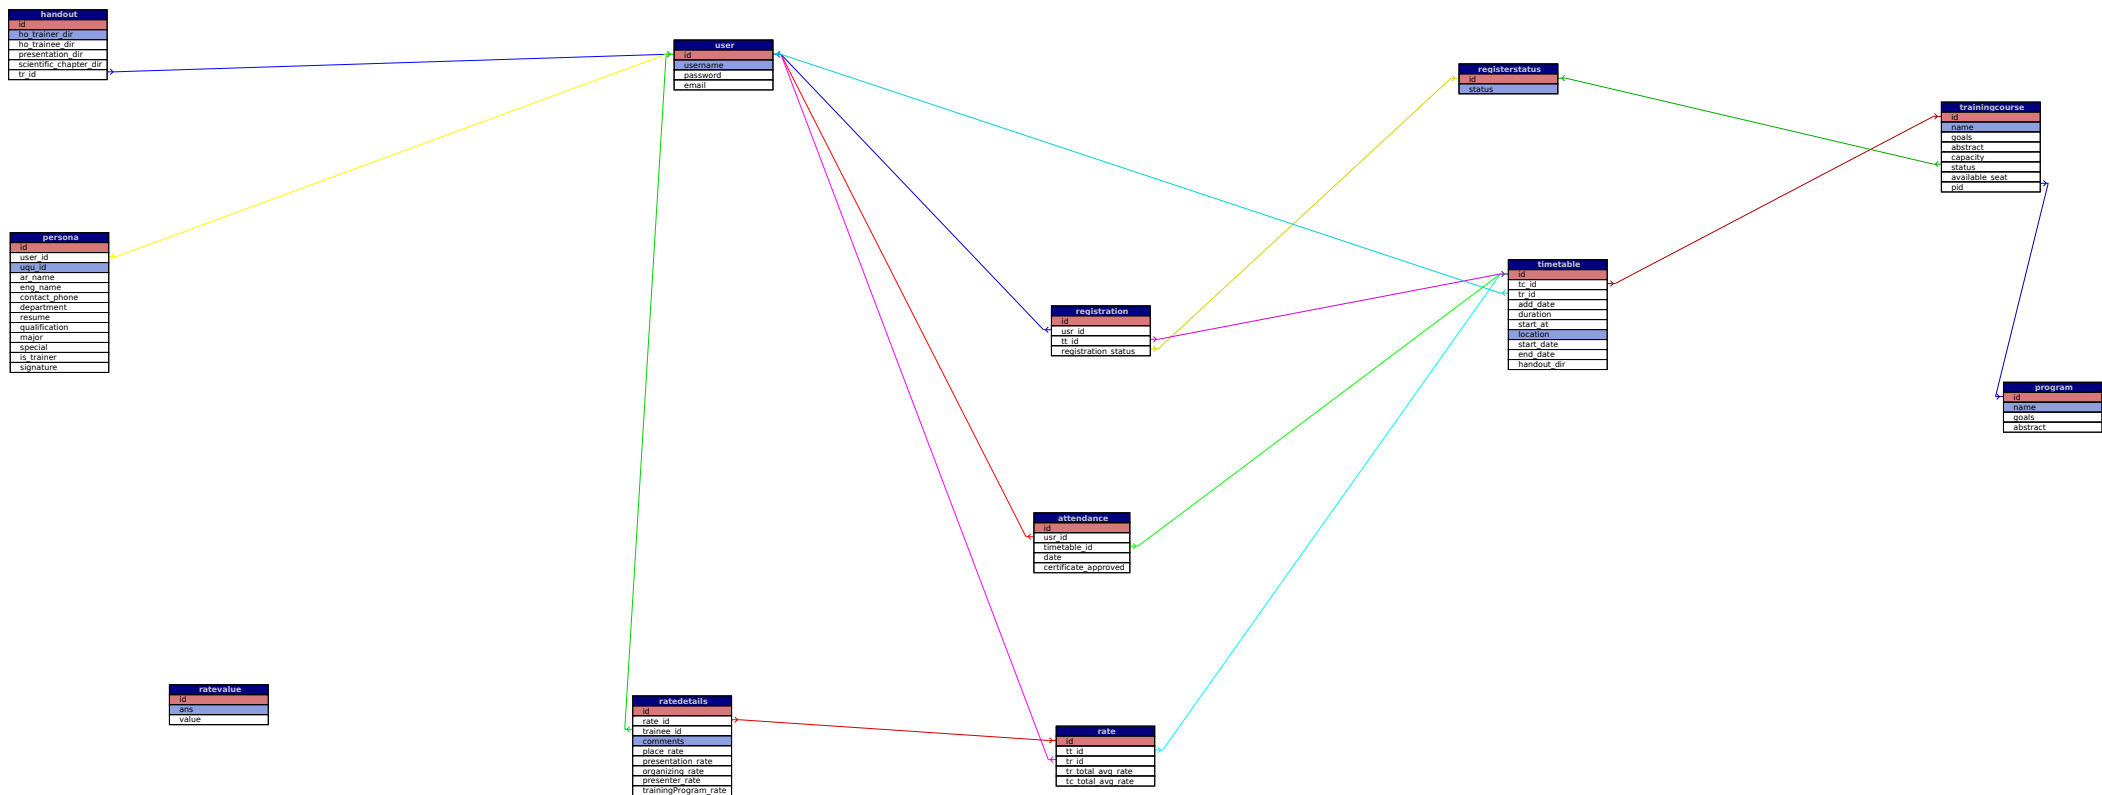 handout
id
ho_trainer_dir
ho_trainee_dir
presentation_dir
scientific_chapter_dir
tr_id
user
id
username
password
email
registerstatus
id
status
trainingcourse
id
name
goals
abstract
capacity
status
available_seat
pid
persona
id
user_id
uqu_id
ar_name
eng_name
contact_phone
department
resume
qualification
major
special
is_trainer
signature
timetable
id
tc_id
tr_id
add_date
duration
start_at
location
start_date
end_date
handout_dir
registration
id
usr_id
tt_id
registration_status
program
id
name
goals
abstract
attendance
id
usr_id
timetable_id
date
certificate_approved
ratevalue
id
ans
value
ratedetails
id
rate_id
trainee_id
comments
place_rate
presentation_rate
organizing_rate
presenter_rate
trainingProgram_rate
rate
id
tt_id
tr_id
tr_total_avg_rate
tc_total_avg_rate